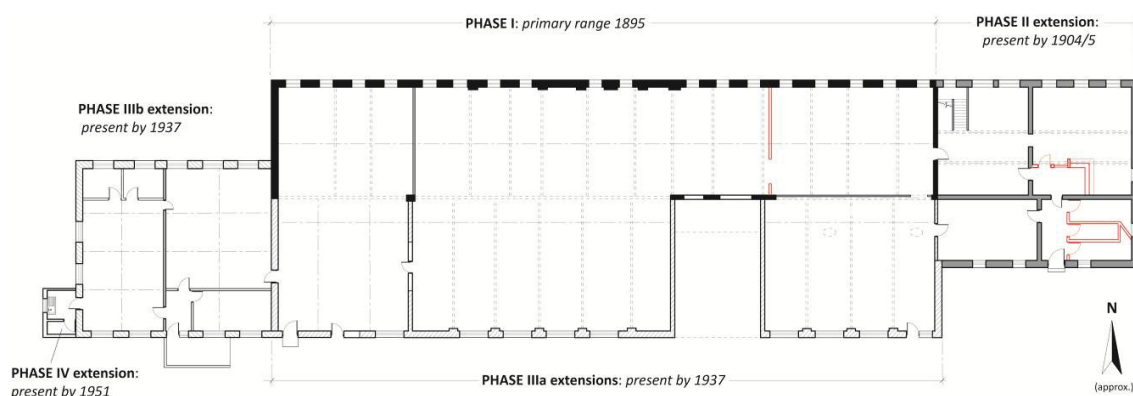 PHASE I: primary range 1895
PHASE II extension:
present by 1904/5
PHASE IIIb extension:
present by 1937
PHASE IV extension:
present by 1951
PHASE IIIa extensions: present by 1937
N
(approx.)